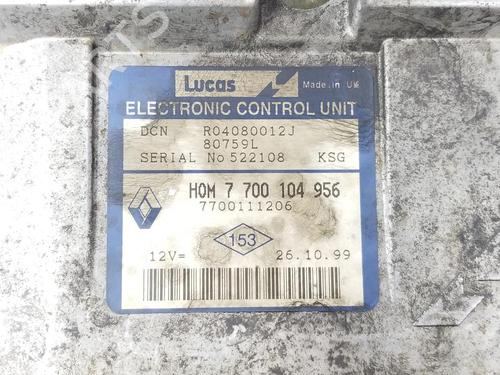 Lucas
Made in UK
ELECTRONIC CONTROL UNIT
DCN R04080012J
80759L
SERIAL No 522108 KSG
HOM 7 700 104 956
7700111206
153
12V= 26.10.99